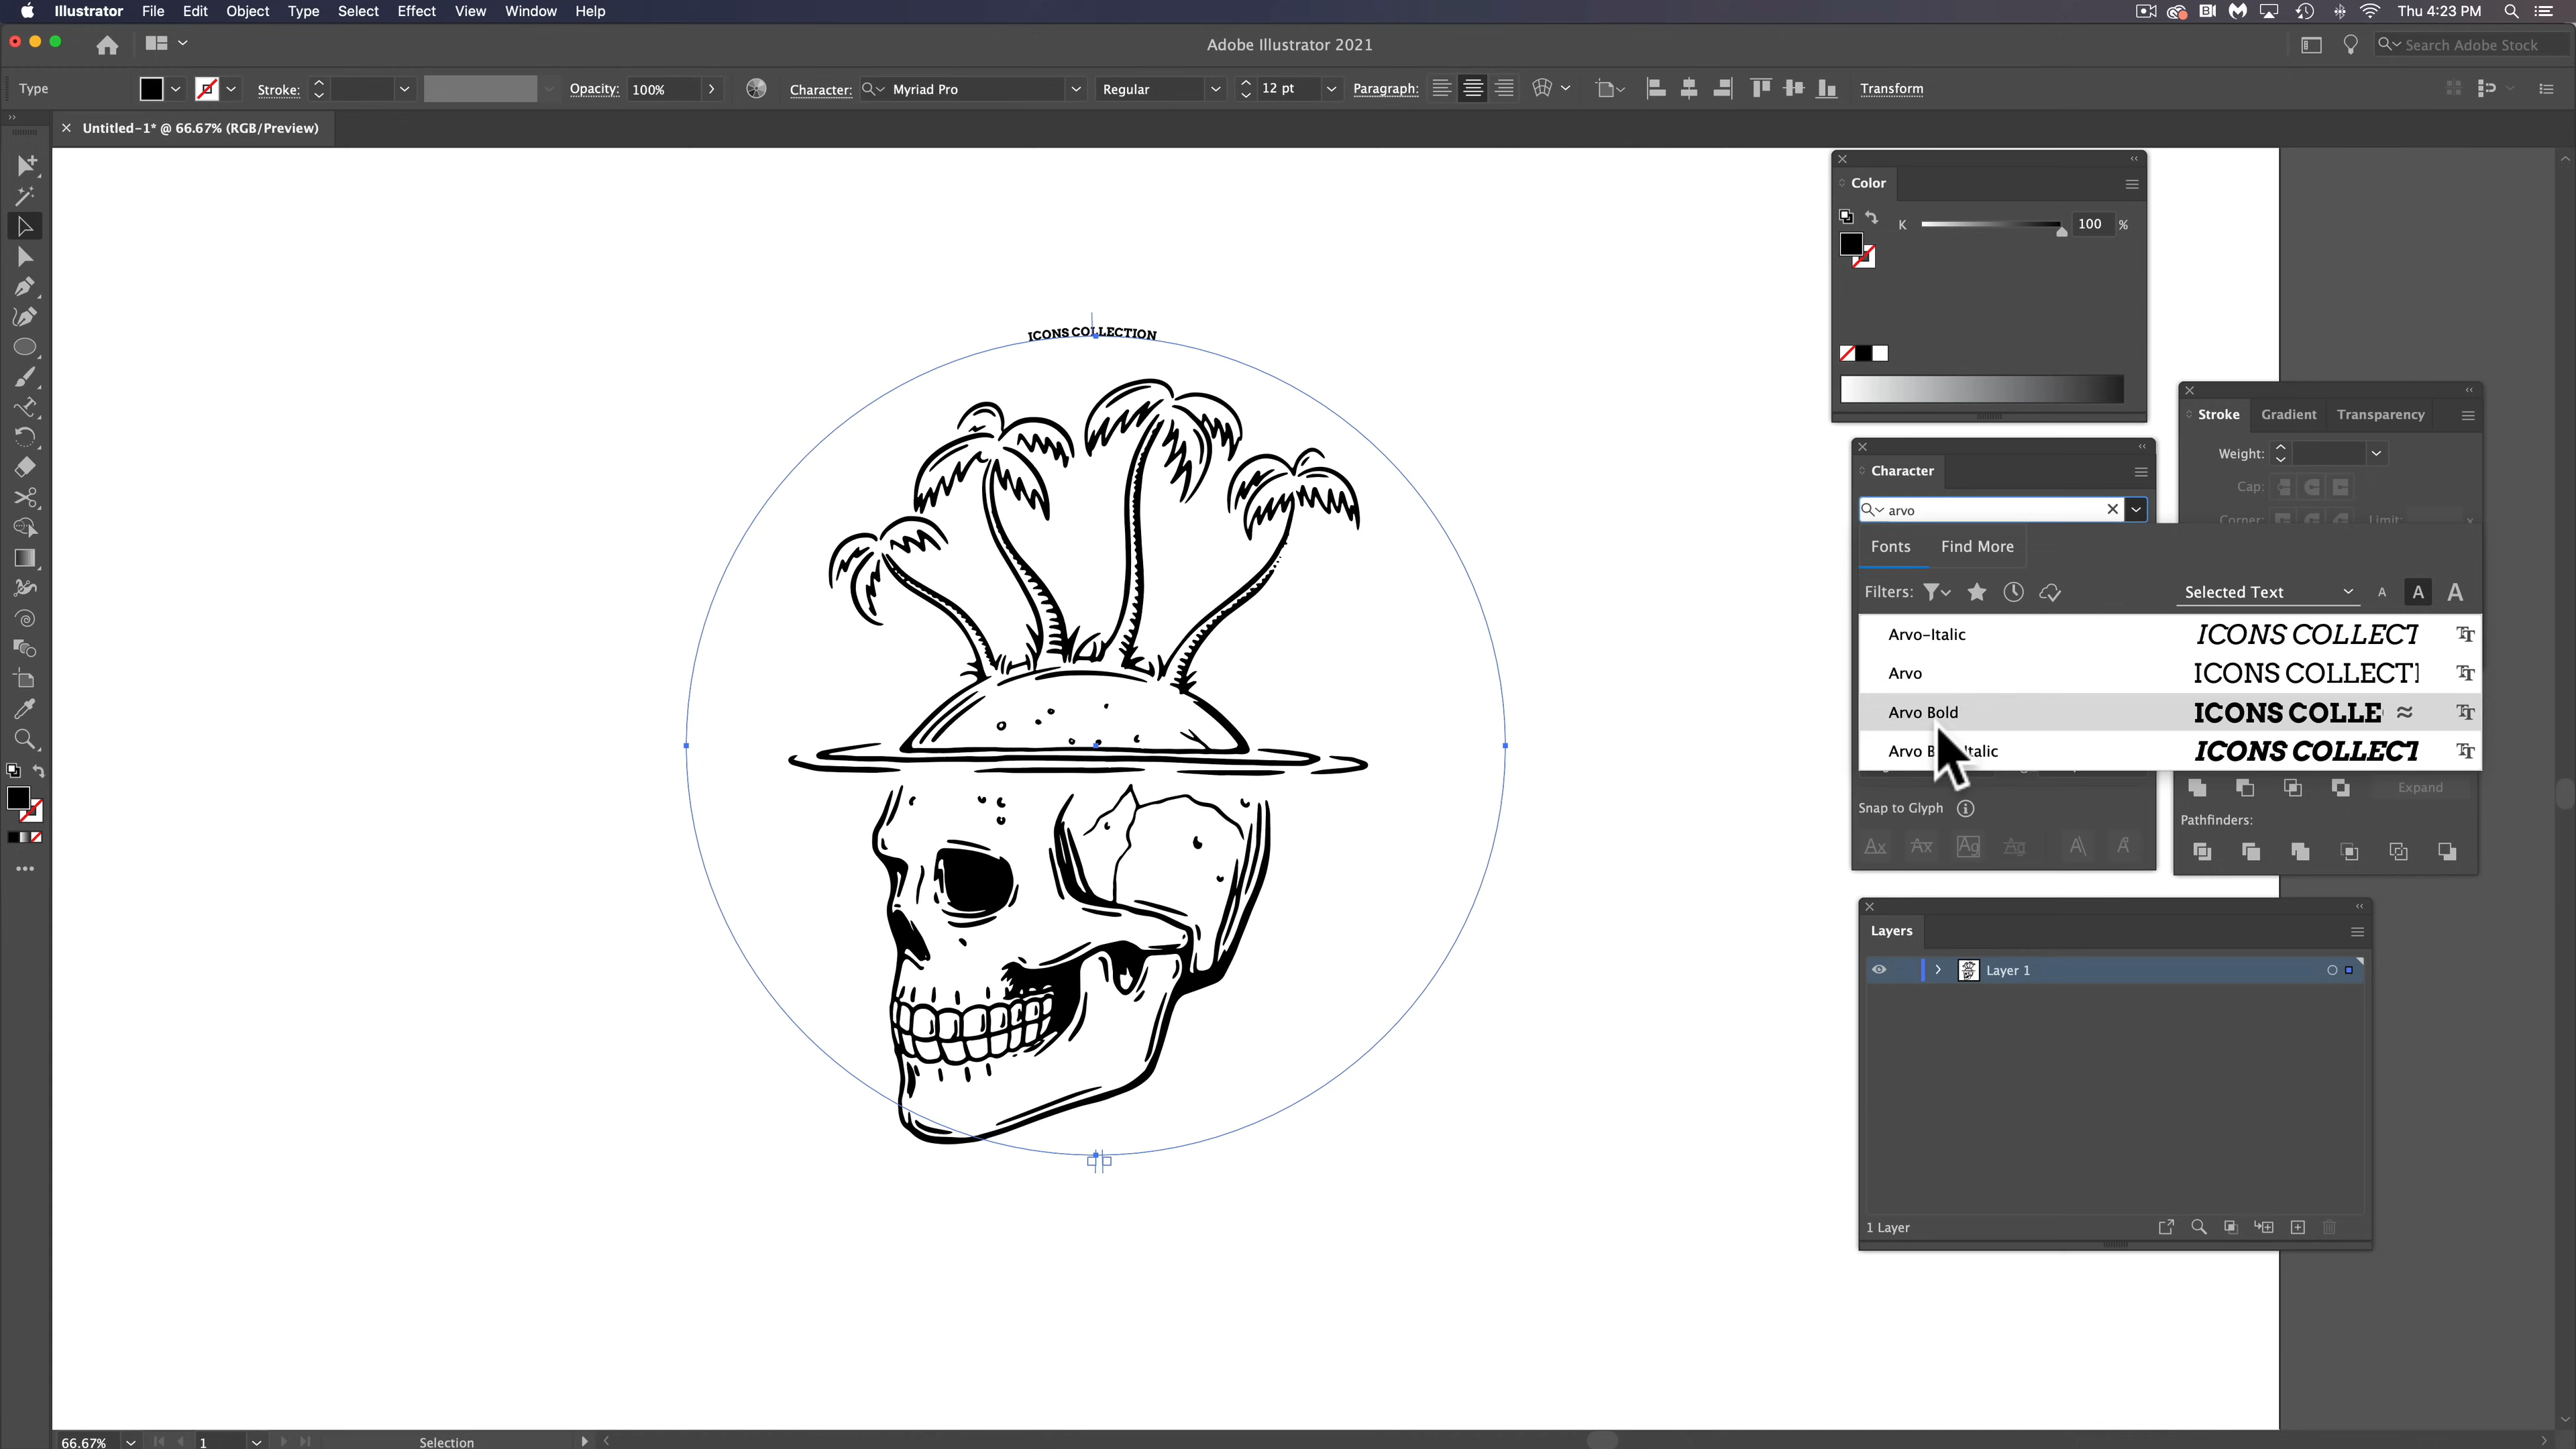 Illustrator File Edit Object Type Select Effect View Window Help Thu 4:23 PM
Adobe Illustrator 2021 Search Adobe Stock
Type Stroke: Opacity: 100% Character: Myriad Pro Regular 12 pt Paragraph: Transform
Untitled-1* @ 66.67% (RGB/Preview)
Color
K 100 %
ICONS COLLECTION
Stroke Gradient Transparency
Weight:
Cap:
Corner: Limit:
Character
arvo
Fonts Find More
Filters: Selected Text A A A
Arvo-Italic ICONS COLLECT
Arvo ICONS COLLECTI
Arvo Bold ICONS COLLE
Arvo B Italic ICONS COLLECT
Expand
Snap to Glyph
Pathfinders:
Layers
Layer 1
1 Layer
66.67% 1 Selection